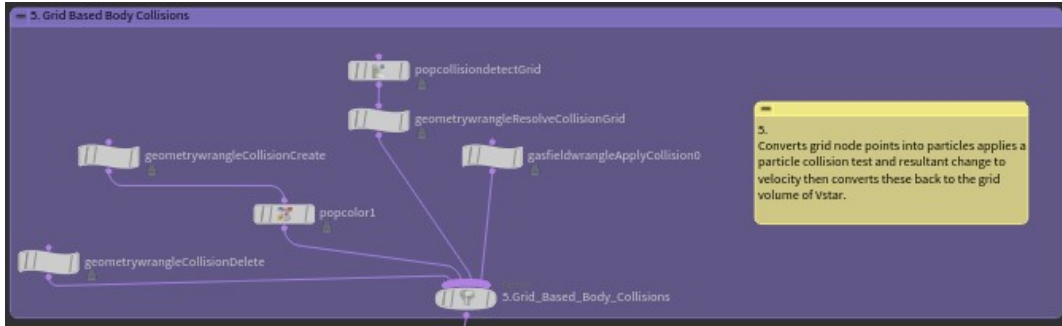 5. Grid Based Body Collisions
popcollisiondetectGrid
geometrywrangleResolveCollisionGrid
geometrywrangleCollisionCreate
gasfieldwrangleApplyCollision0
popcolor1
geometrywrangleCollisionDelete
5.Grid_Based_Body_Collisions
5.
Converts grid node points into particles applies a
particle collision test and resultant change to
velocity then converts these back to the grid
volume of Vstar.